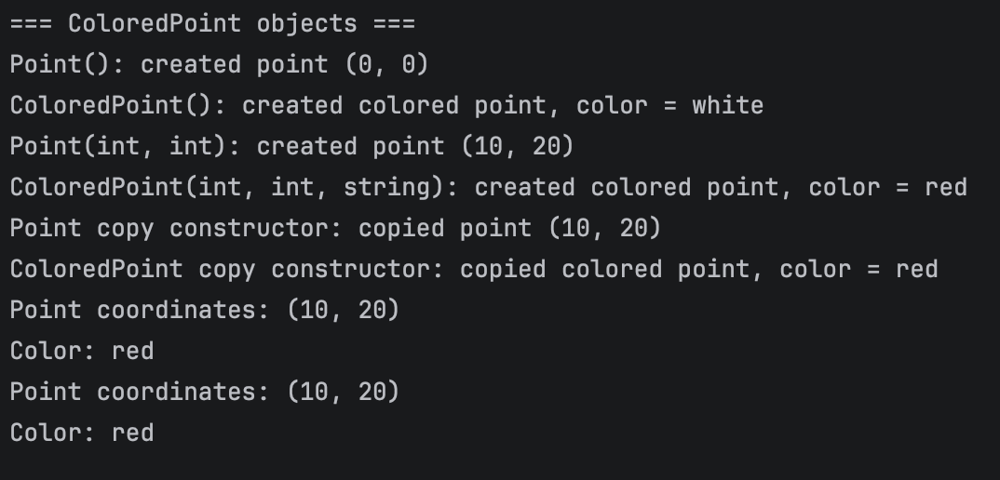 === ColoredPoint objects ===
Point(): created point (0, 0)
ColoredPoint(): created colored point, color = white
Point(int, int): created point (10, 20)
ColoredPoint(int, int, string): created colored point, color = red
Point copy constructor: copied point (10, 20)
ColoredPoint copy constructor: copied colored point, color = red
Point coordinates: (10, 20)
Color: red
Point coordinates: (10, 20)
Color: red